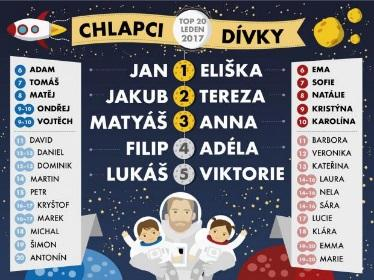 CHLAPCI
TOP 20
LEDEN
2017
DÍVKY
JAN 1 ELIŠKA
JAKUB 2 TEREZA
MATYÁŠ 3 ANNA
FILIP 4 ADÉLA
LUKÁŠ 5 VIKTORIE
6 ADAM
7 TOMÁŠ
8 MATĚJ
9-10 ONDŘEJ
9-10 VOJTĚCH
11 DAVID
12-13 DANIEL
12-13 DOMINIK
14 MARTIN
15 PETR
16-17 KRYŠTOF
16-17 MAREK
18 MICHAL
19 ŠIMON
20 ANTONÍN
6 EMA
7 SOFIE
8 NATÁLIE
9 KRISTÝNA
10 KAROLÍNA
11 BARBORA
12 VERONIKA
13 KATEŘINA
14-16 LAURA
14-16 NELA
14-16 SÁRA
17 LUCIE
18 KLÁRA
19-20 EMMA
19-20 MARIE